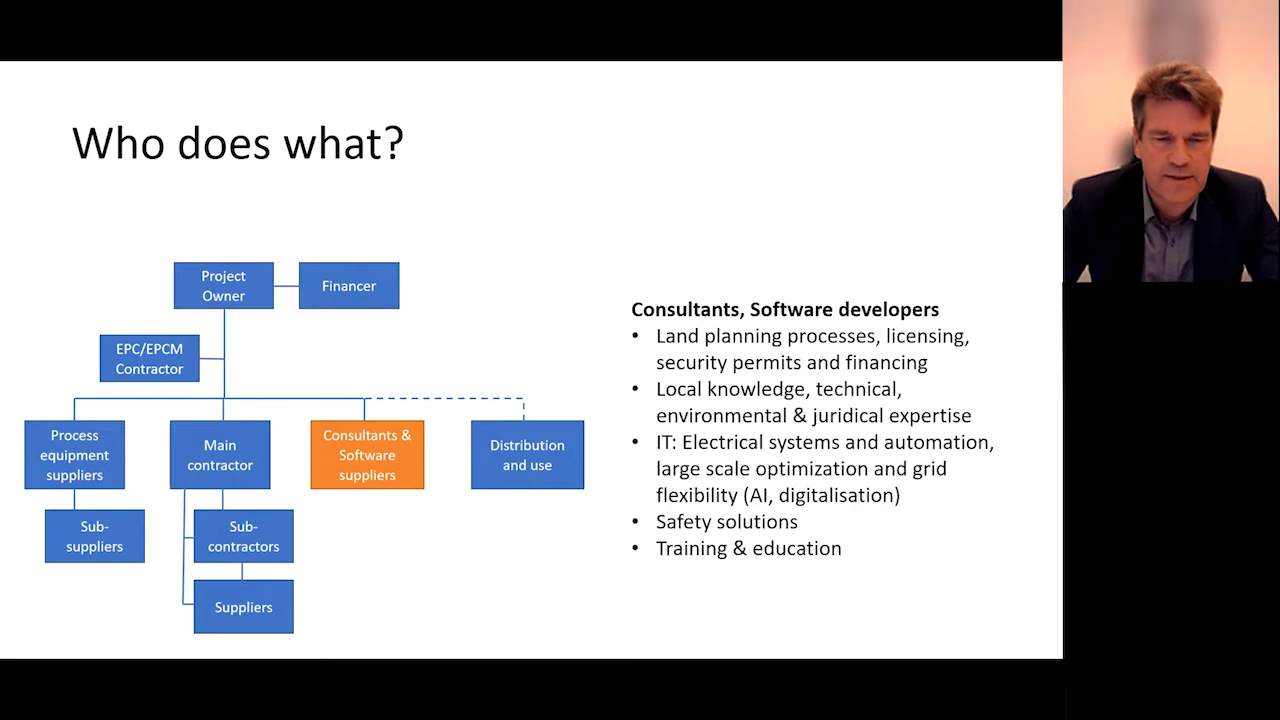 Who does what?
Project
Owner
Financer
EPC/EPCM
Contractor
Process
equipment
suppliers
Main
contractor
Consultants &
Software
suppliers
Distribution
and use
Sub-
suppliers
Sub-
contractors
Suppliers
Consultants, Software developers
• Land planning processes, licensing,
security permits and financing
• Local knowledge, technical,
environmental & juridical expertise
• IT: Electrical systems and automation,
large scale optimization and grid
flexibility (AI, digitalisation)
• Safety solutions
• Training & education